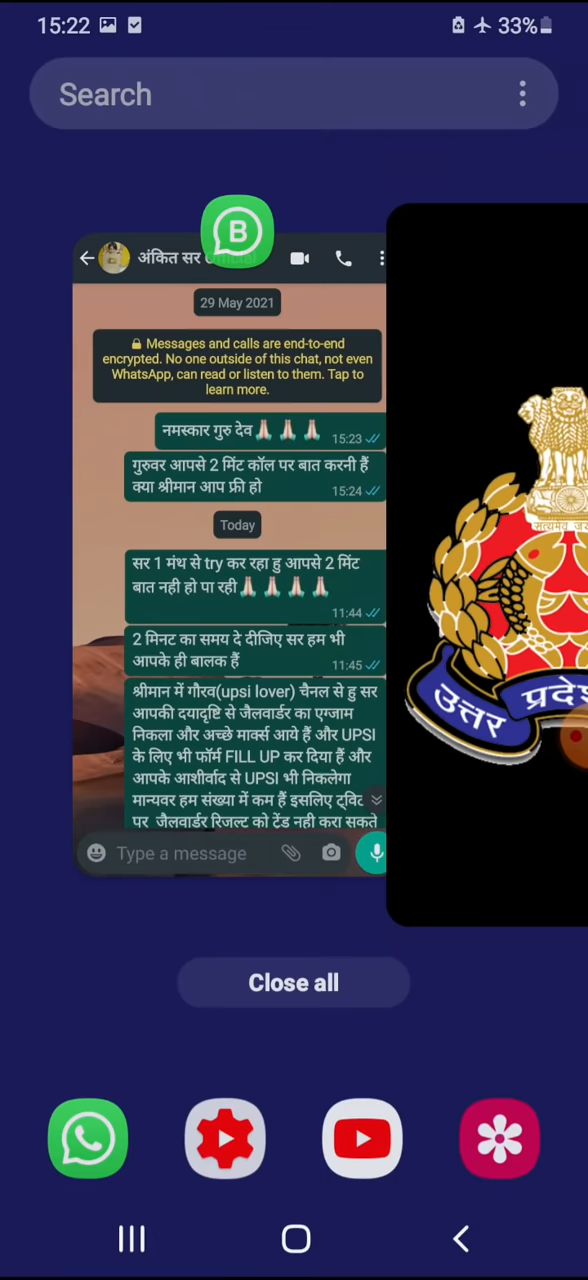 15:22
33%
Search
अंकित सर
29 May 2021
Messages and calls are end-to-end
encrypted. No one outside of this chat, not even
WhatsApp, can read or listen to them. Tap to
learn more.
नमस्कार गुरु देव🙏🏻 🙏🏻 🙏🏻
15:23
गुरुवर आपसे 2 मिंट कॉल पर बात करनी हैं
क्या श्रीमान आप फ्री हो
15:24
Today
सर 1 मंथ से try कर रहा हु आपसे 2 मिंट
बात नही हो पा रही🙏🏻 🙏🏻 🙏🏻 🙏🏻
11:44
2 मिनट का समय दे दीजिए सर हम भी
आपके ही बालक हैं
11:45
श्रीमान में गौरव(upsi lover) चैनल से हु सर
आपकी दयादृष्टि से जैलवार्डर का एग्जाम
निकला और अच्छे मार्क्स आये हैं और UPSI
के लिए भी फॉर्म FILL UP कर दिया हैं और
आपके आशीर्वाद से UPSI भी निकलेगा
मान्यवर हम संख्या में कम हैं इसलिए
पर जैलवार्डर रिजल्ट को ट्रेंड नही करा सकते
Type a message
सत्यमेव
उत्तर
Close all